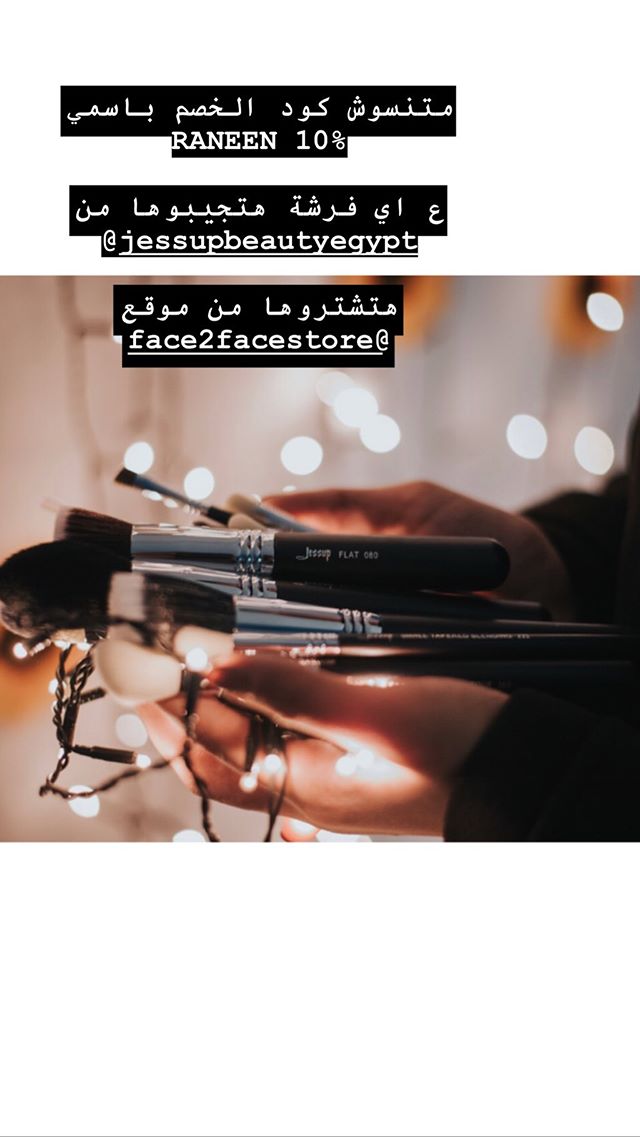 متنسوش كود الخصم باسمي
RANEEN 10%
ع اي فرشة هتجيبوها من
@jessupbeautyegypt
هتشتروها من موقع
face2facestore@
Jessup FLAT 080